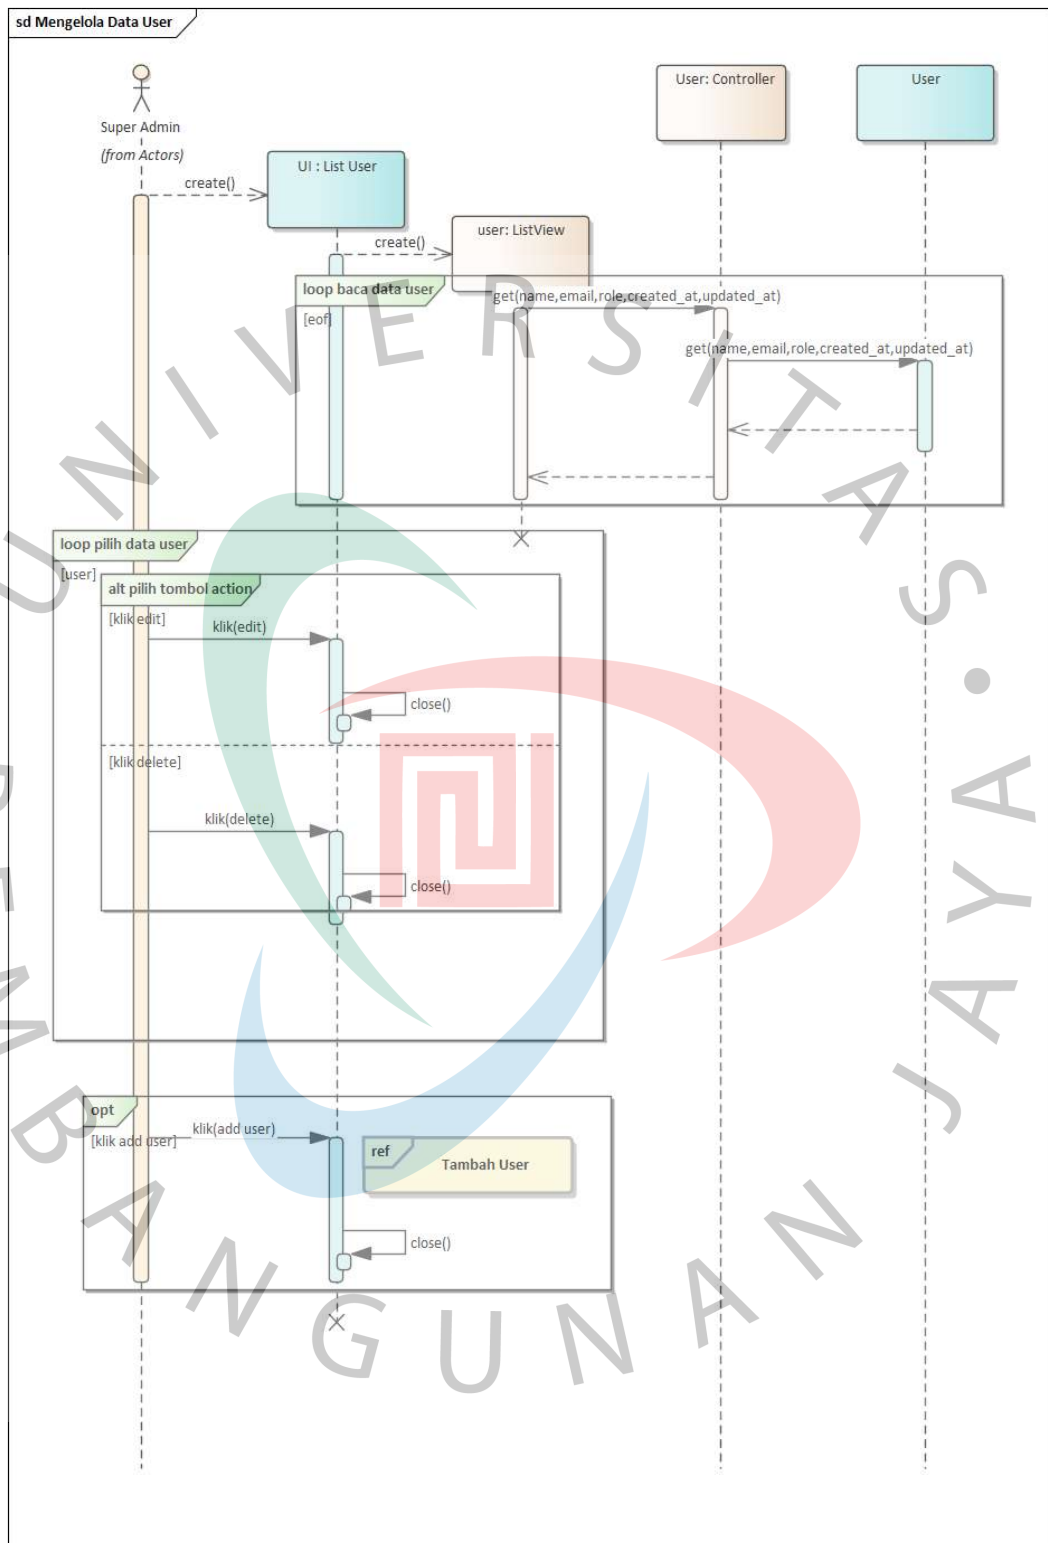 sd Mengelola Data User
Super Admin
(from Actors)
User: Controller
User
UI : List User
create()
user: ListView
create()
loop baca data user
[eof]
get(name,email,role,created_at,updated_at)
get(name,email,role,created_at,updated_at)
loop pilih data user
[user]
alt pilih tombol action
[klik edit]
klik(edit)
close()
[klik delete]
klik(delete)
close()
opt
[klik add user]
klik(add user)
ref
Tambah User
close()
UNIVERSITAS
PEMBANGUNAN JAYA